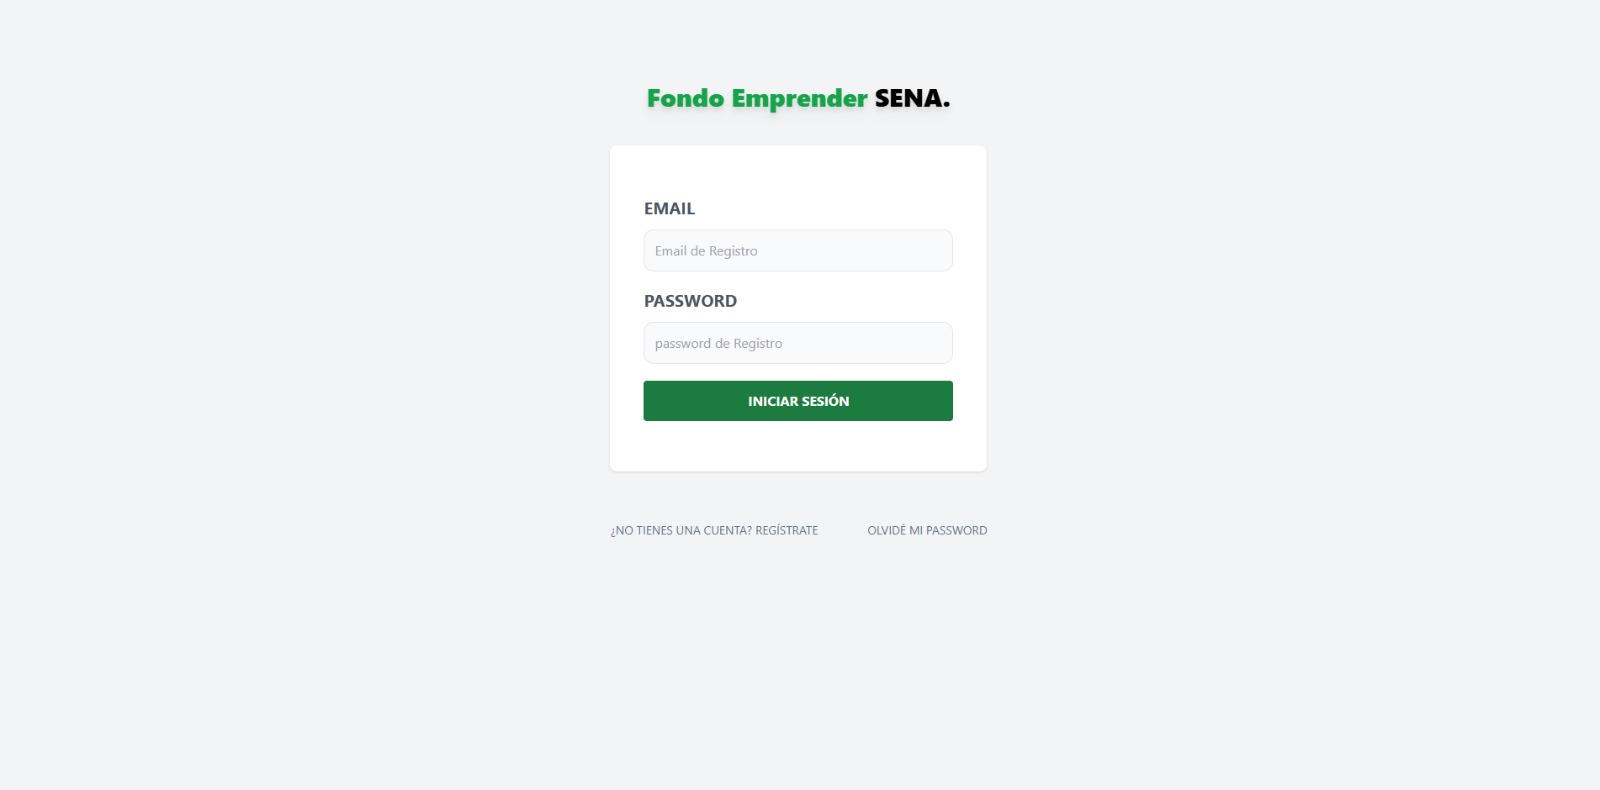 Fondo Emprender SENA.
EMAIL
Email de Registro
PASSWORD
password de Registro
INICIAR SESIÓN
¿NO TIENES UNA CUENTA? REGÍSTRATE
OLVIDÉ MI PASSWORD